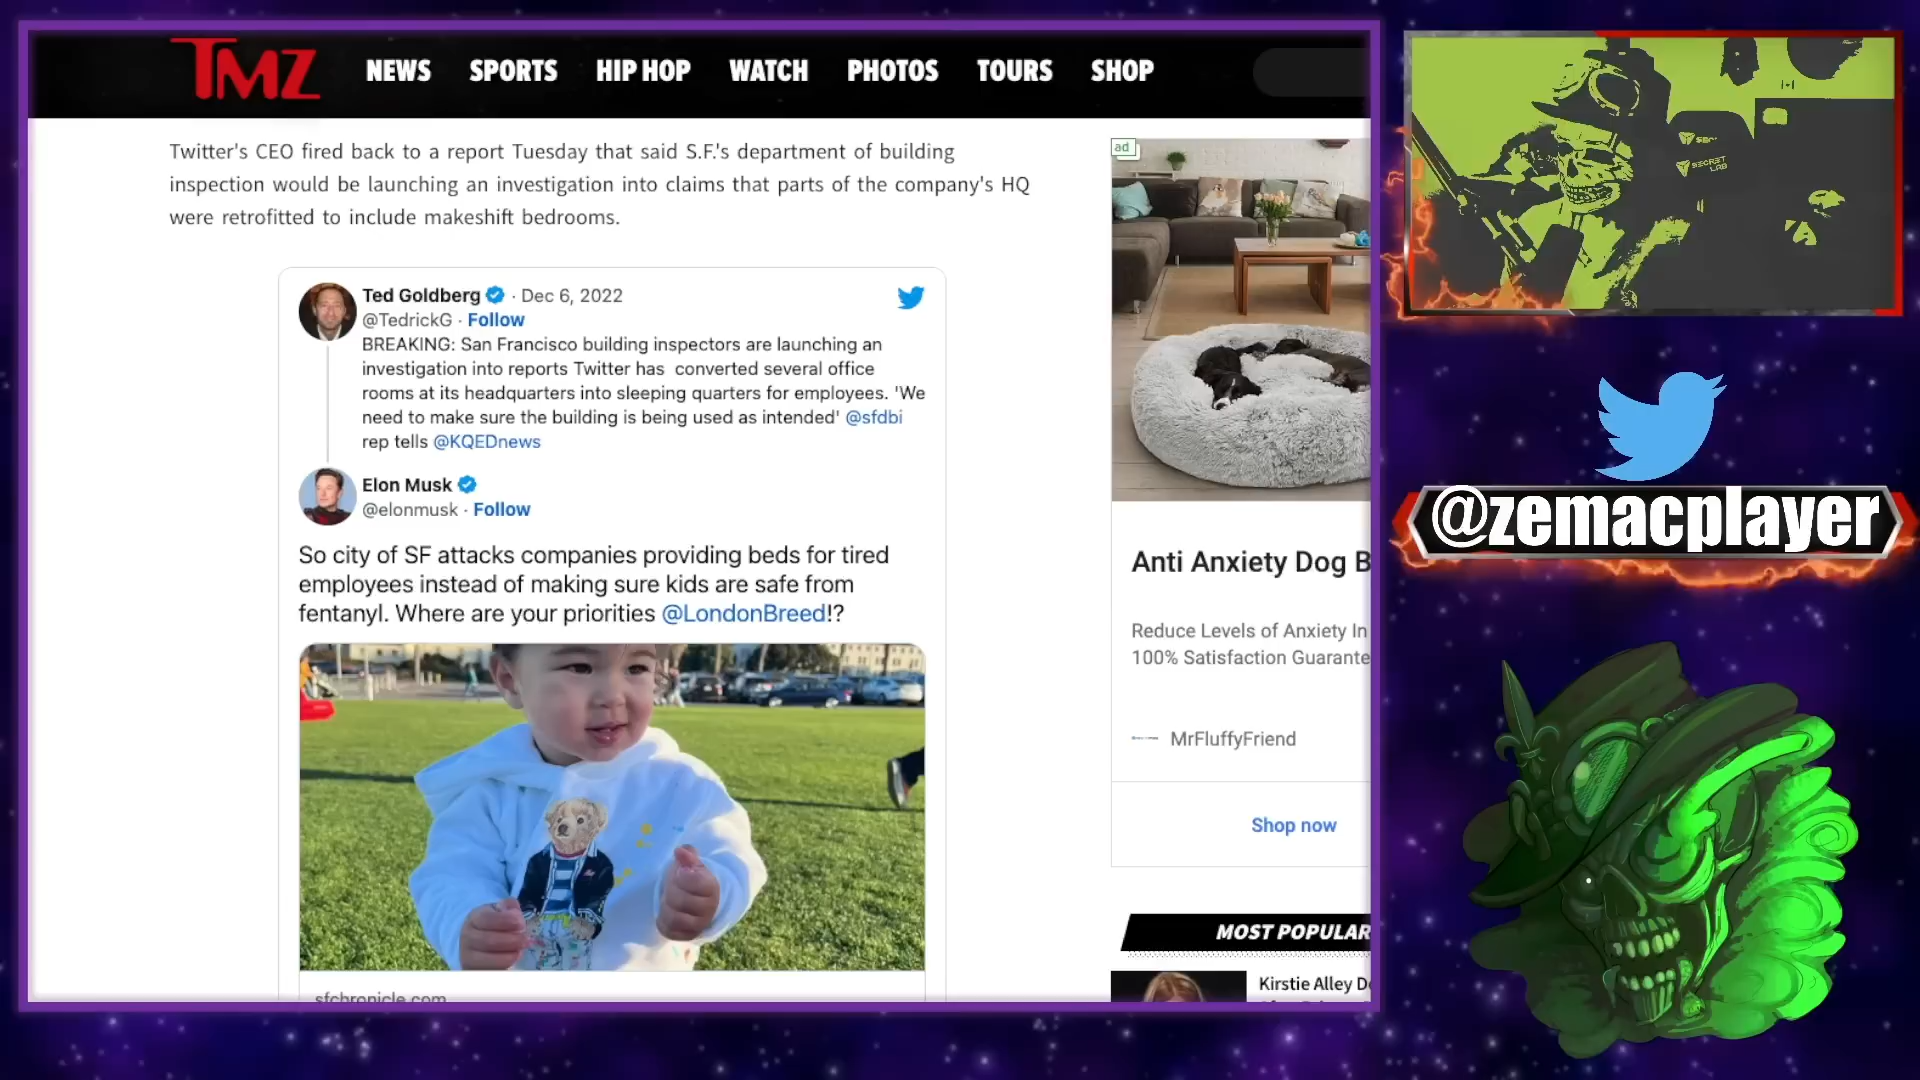 TMZ
NEWS
SPORTS
HIP HOP
WATCH
PHOTOS
TOURS
SHOP
Twitter's CEO fired back to a report Tuesday that said S.F.'s department of building
inspection would be launching an investigation into claims that parts of the company's HQ
were retrofitted to include makeshift bedrooms.
Ted Goldberg · Dec 6, 2022
@TedrickG · Follow
BREAKING: San Francisco building inspectors are launching an
investigation into reports Twitter has converted several office
rooms at its headquarters into sleeping quarters for employees. 'We
need to make sure the building is being used as intended' @sfdbi
rep tells @KQEDnews
Elon Musk
@elonmusk · Follow
So city of SF attacks companies providing beds for tired
employees instead of making sure kids are safe from
fentanyl. Where are your priorities @LondonBreed!?
sfchronicle.com
ad
Anti Anxiety Dog B
Reduce Levels of Anxiety In
100% Satisfaction Guarante
MrFluffyFriend
Shop now
MOST POPULAR
Kirstie Alley D
SECRET
LAB
@zemacplayer